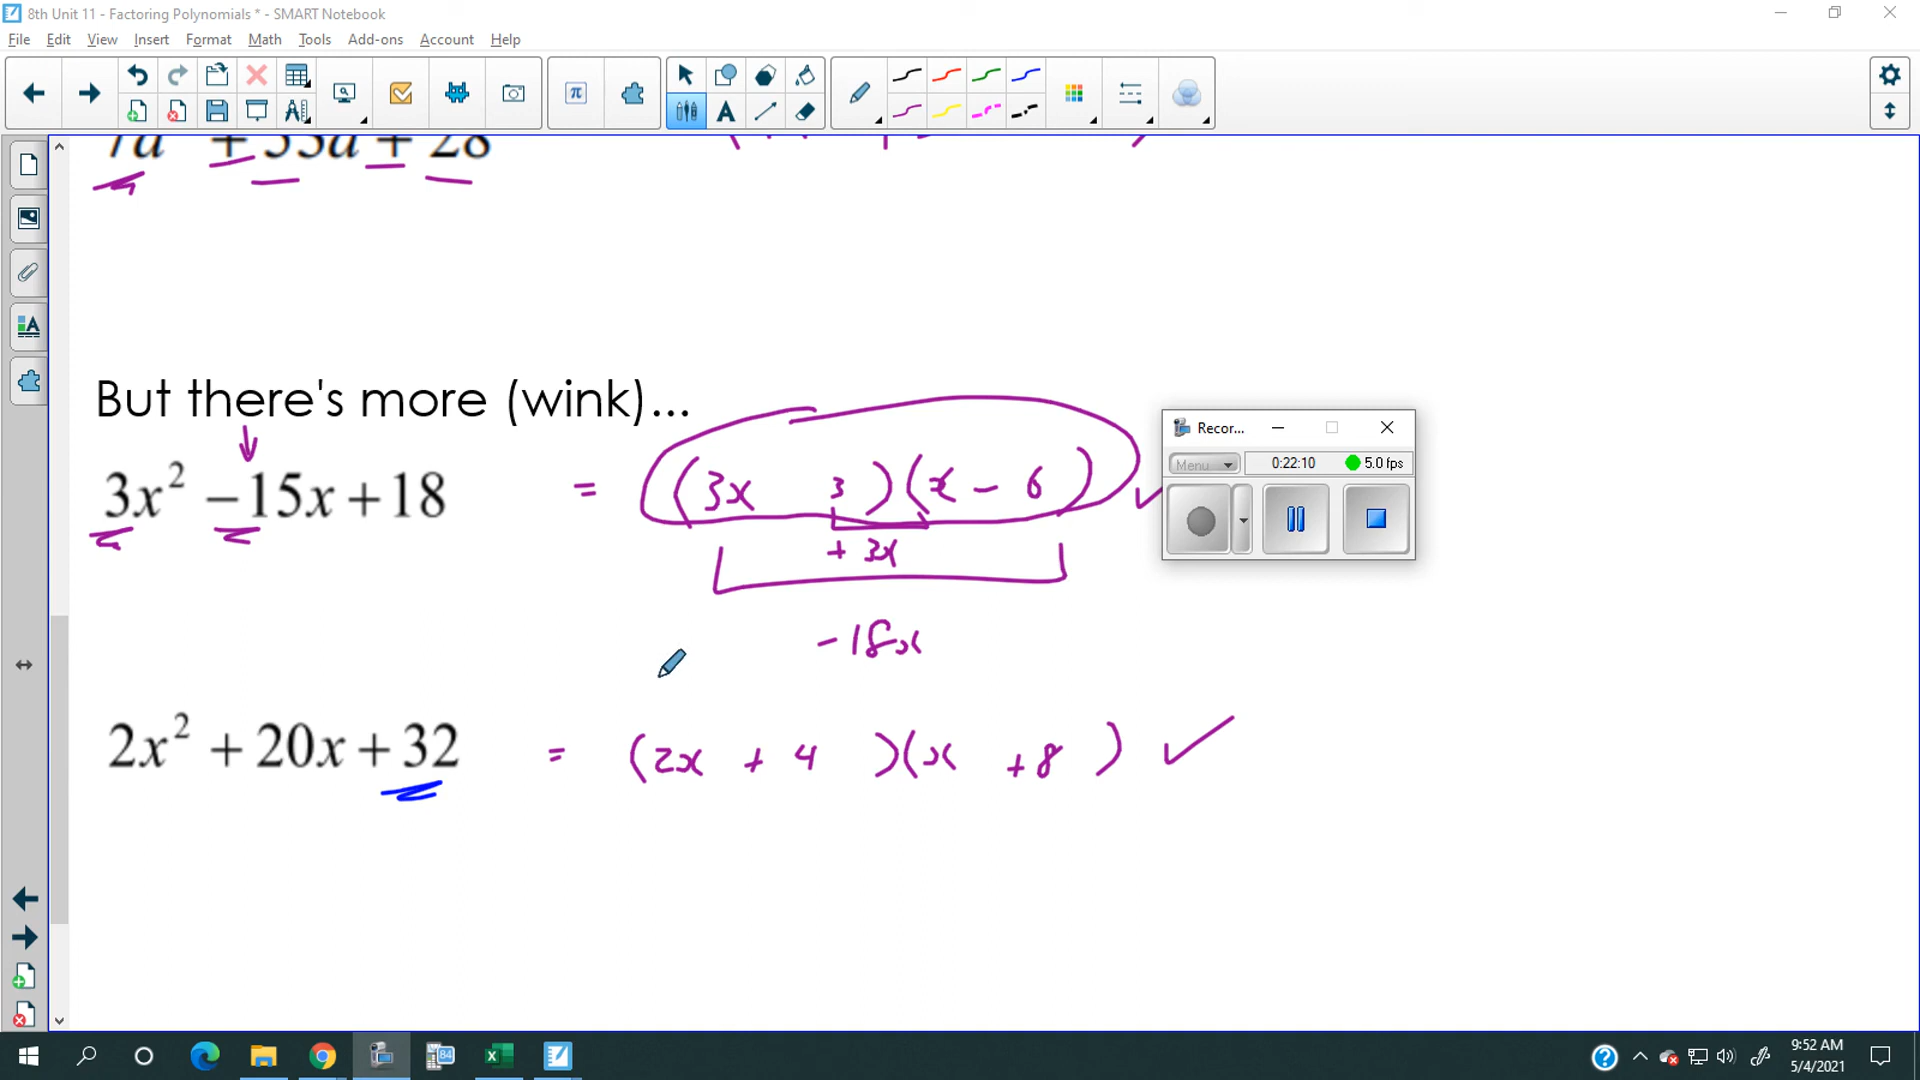 8th Unit 11 - Factoring Polynomials * - SMART Notebook
File Edit View Insert Format Math Tools Add-ons Account Help
+ 35a + 28
But there's more (wink)...
3x² − 15x + 18 = (3x 3)(x − 6)
+ 3x
- 18x
2x² + 20x + 32 = (2x + 4)(x + 8)
Recor...
Menu 0:22:10 5.0 fps
9:52 AM
5/4/2021